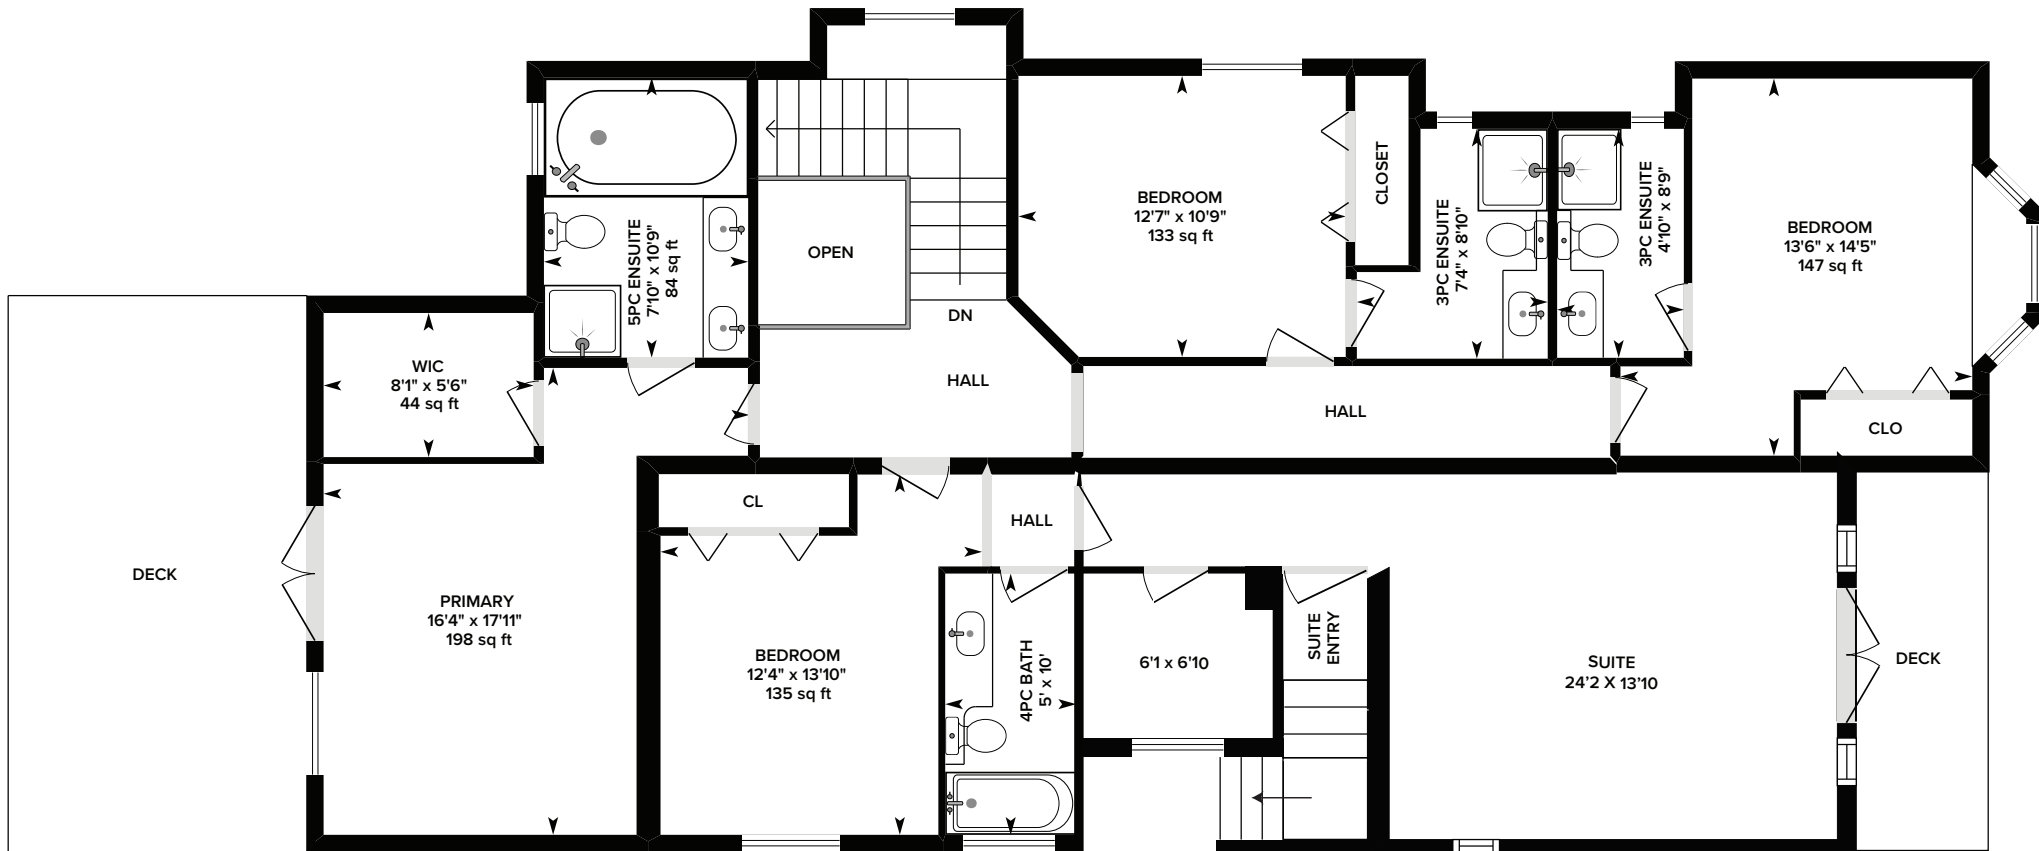 DECK
WIC
8'1" x 5'6"
44 sq ft
PRIMARY
16'4" x 17'11"
198 sq ft
5PC ENSUITE
7'10" x 10'9"
84 sq ft
OPEN
DN
HALL
BEDROOM
12'7" x 10'9"
133 sq ft
CLOSET
3PC ENSUITE
7'4" x 8'10"
3PC ENSUITE
4'10" x 8'9"
BEDROOM
13'6" x 14'5"
147 sq ft
HALL
CLO
CL
HALL
BEDROOM
12'4" x 13'10"
135 sq ft
4PC BATH
5' x 10'
6'1 x 6'10
SUITE
ENTRY
SUITE
24'2 X 13'10
DECK